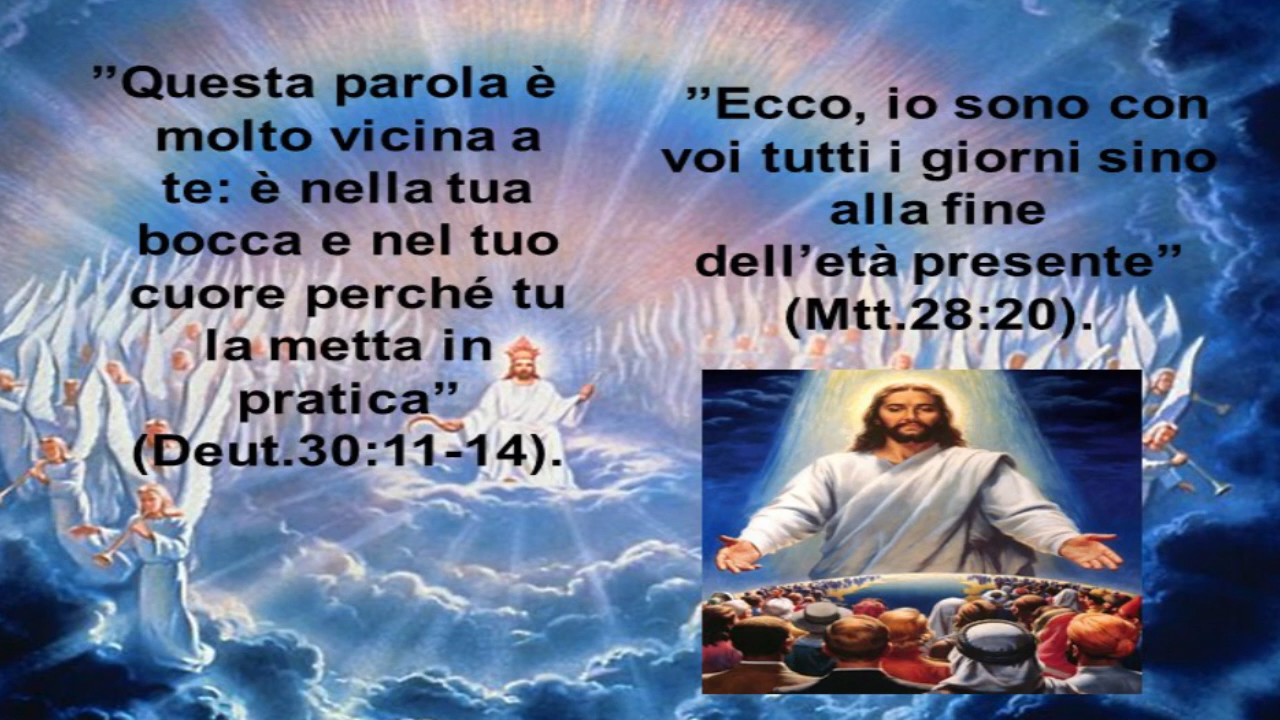 ”Questa parola è
molto vicina a
te: è nella tua
bocca e nel tuo
cuore perché tu
la metta in
pratica”
(Deut.30:11-14).
”Ecco, io sono con
voi tutti i giorni sino
alla fine
dell’età presente”
(Mtt.28:20).